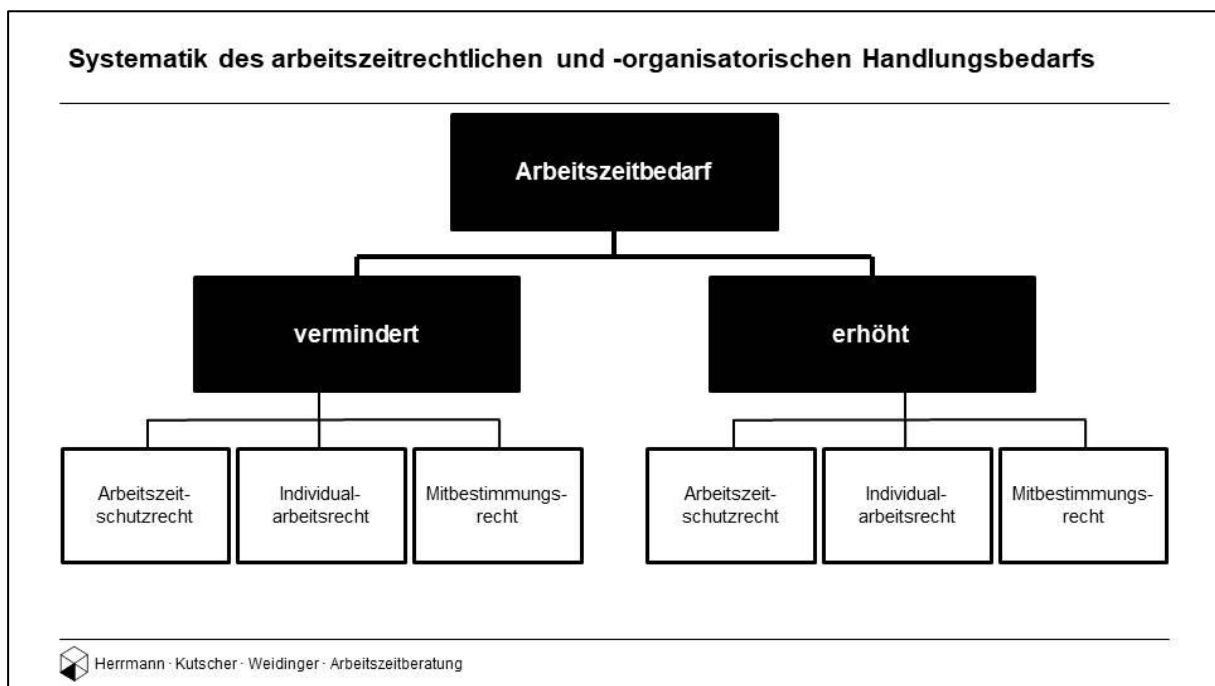 Systematik des arbeitszeitrechtlichen und -organisatorischen Handlungsbedarfs
Arbeitszeitbedarf
vermindert
erhöht
Arbeitszeit-
schutzrecht
Individual-
arbeitsrecht
Mitbestimmungs-
recht
Arbeitszeit-
schutzrecht
Individual-
arbeitsrecht
Mitbestimmungs-
recht
Herrmann · Kutscher · Weidinger · Arbeitszeitberatung